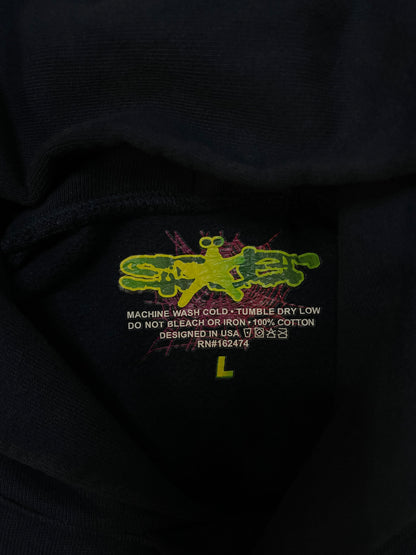 MACHINE WASH COLD • TUMBLE DRY LOW
DO NOT BLEACH OR IRON • 100% COTTON
DESIGNED IN USA
RN#162474
L